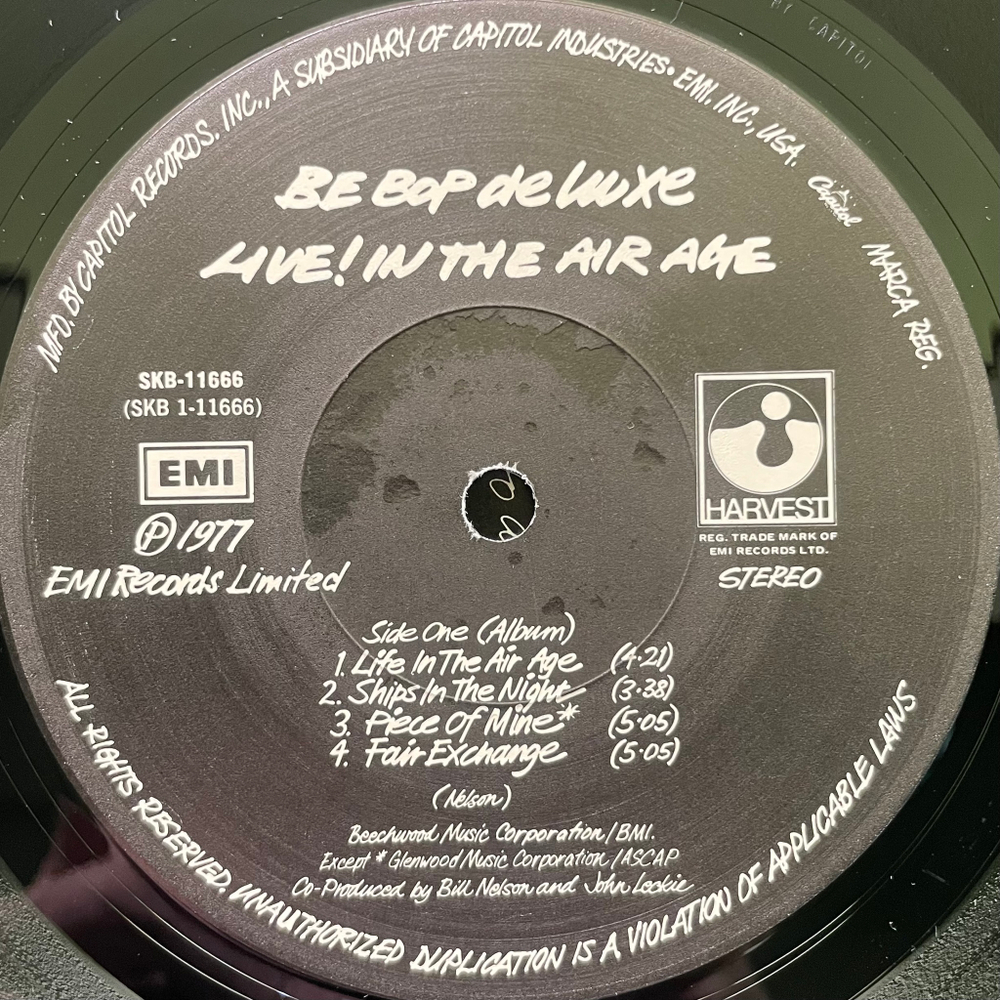 MFD. BY CAPITOL RECORDS, INC., A SUBSIDIARY OF CAPITOL INDUSTRIES • EMI, INC., USA. Capitol MARCA REG.
BE BOP deluxe
LIVE! IN THE AIR AGE
SKB-11666
(SKB 1-11666)
EMI
Ⓟ 1977
EMI Records Limited
HARVEST
REG. TRADE MARK OF
EMI RECORDS LTD.
STEREO
Side One (Album)
1. Life In The Air Age (4·21)
2. Ships In The Night (3·38)
3. Piece Of Mine* (5·05)
4. Fair Exchange (5·05)
(Nelson)
Beechwood Music Corporation/BMI.
Except * Glenwood Music Corporation/ASCAP
Co-Produced by Bill Nelson and John Leckie
ALL RIGHTS RESERVED. UNAUTHORIZED DUPLICATION IS A VIOLATION OF APPLICABLE LAWS